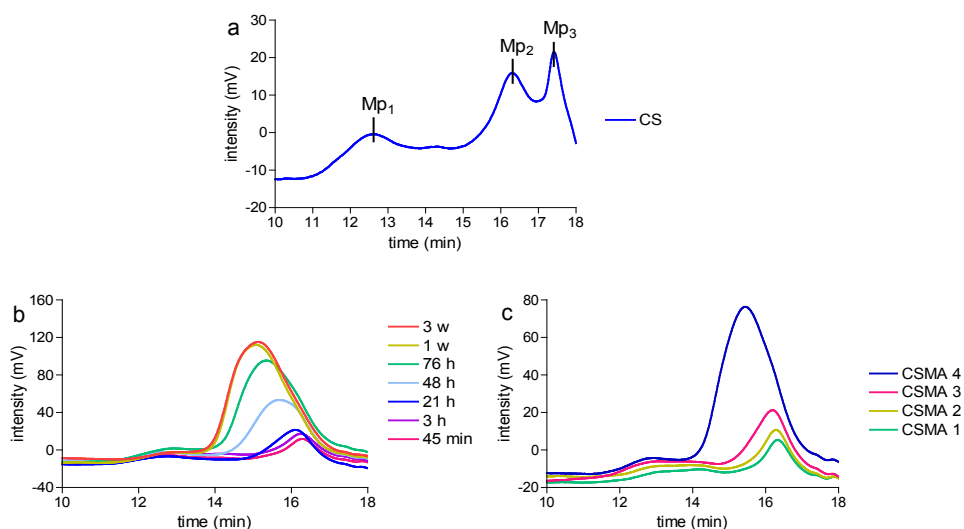 a
30
20
10
0
-10
-20
intensity (mV)
Mp1
Mp2
Mp3
CS
10 11 12 13 14 15 16 17 18
time (min)
b
160
120
80
40
0
-40
intensity (mV)
10 12 14 16 18
time (min)
3 w
1 w
76 h
48 h
21 h
3 h
45 min
c
80
60
40
20
0
-20
intensity (mV)
10 12 14 16 18
time (min)
CSMA 4
CSMA 3
CSMA 2
CSMA 1